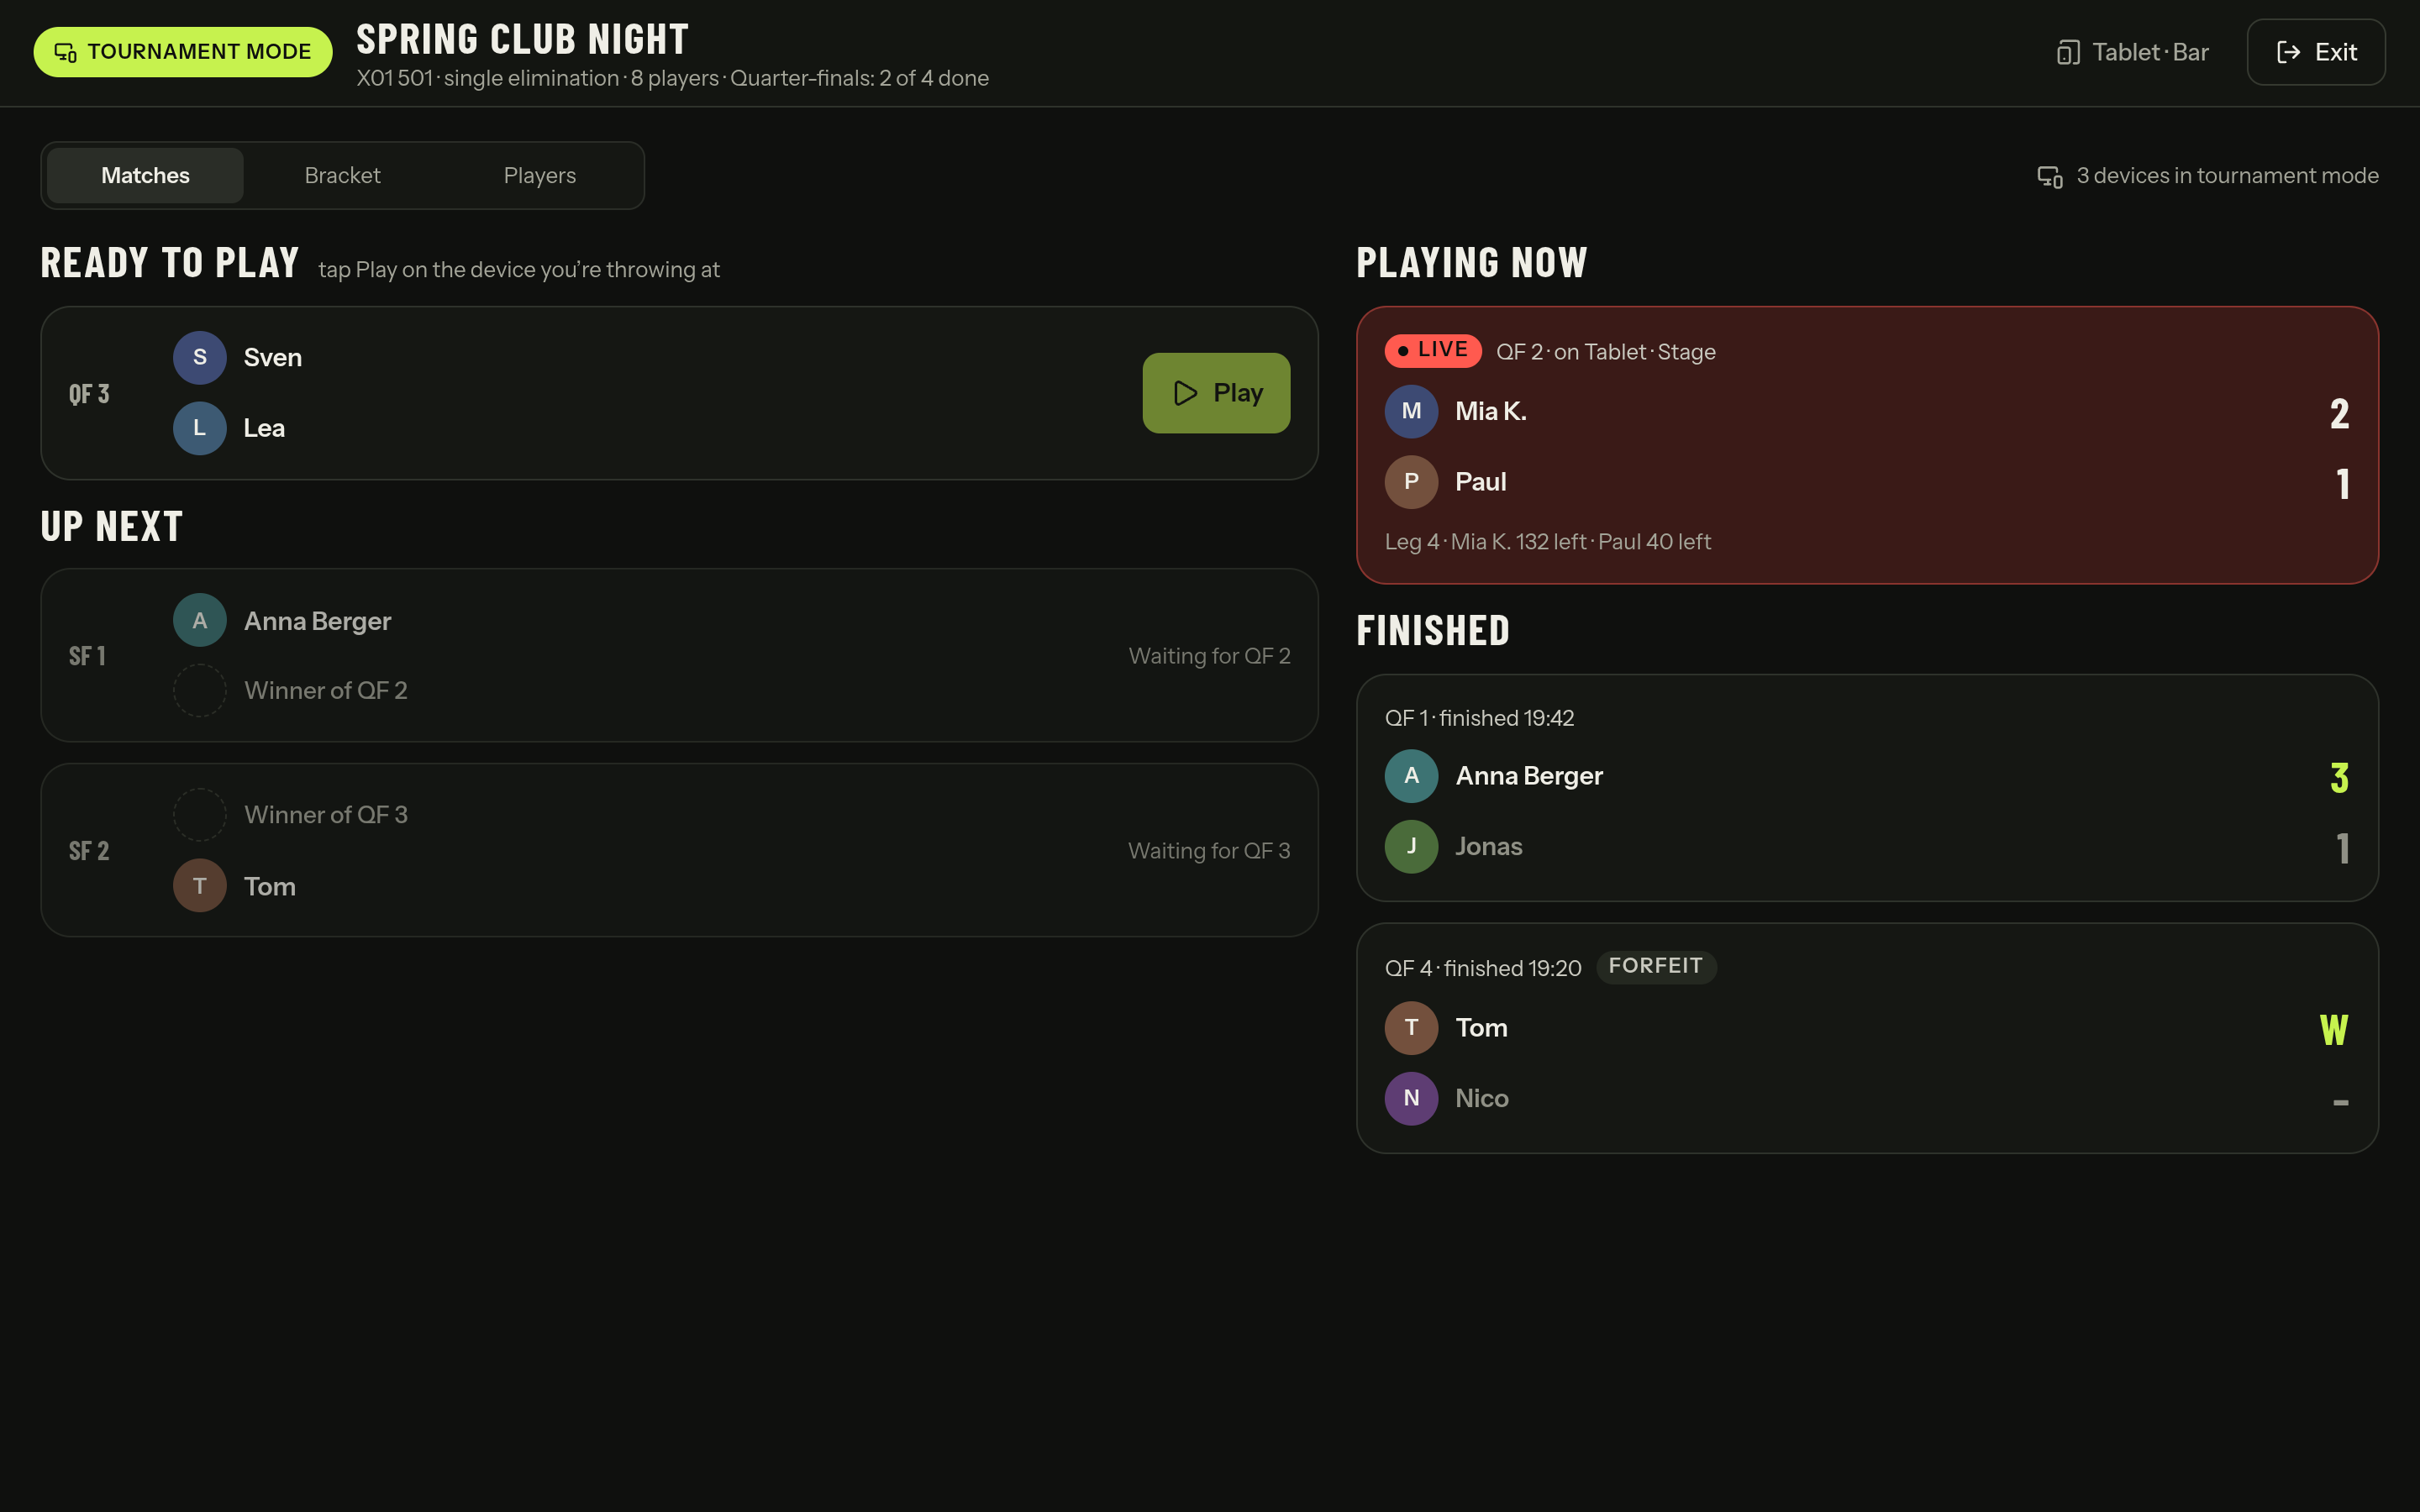 TOURNAMENT MODE
SPRING CLUB NIGHT
X01 501 · single elimination · 8 players · Quarter-finals: 2 of 4 done
Tablet · Bar
Exit
Matches
Bracket
Players
3 devices in tournament mode
READY TO PLAY
tap Play on the device you’re throwing at
QF 3
S
Sven
L
Lea
Play
UP NEXT
SF 1
A
Anna Berger
Winner of QF 2
Waiting for QF 2
SF 2
Winner of QF 3
T
Tom
Waiting for QF 3
PLAYING NOW
LIVE
QF 2 · on Tablet · Stage
M
Mia K.
2
P
Paul
1
Leg 4 · Mia K. 132 left · Paul 40 left
FINISHED
QF 1 · finished 19:42
A
Anna Berger
3
J
Jonas
1
QF 4 · finished 19:20
FORFEIT
T
Tom
W
N
Nico
–